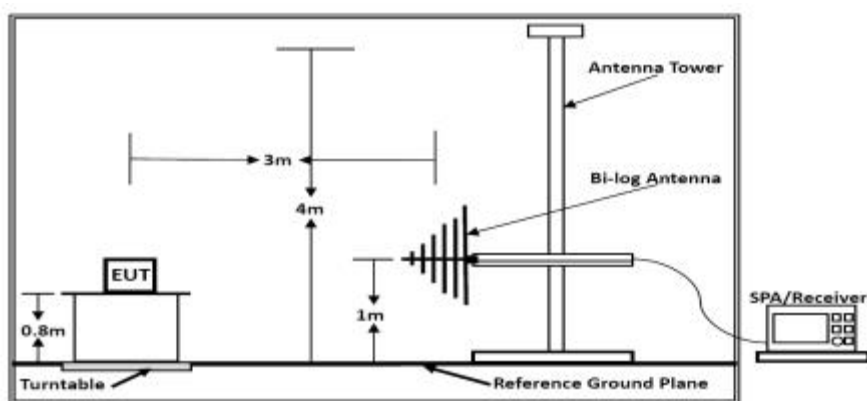 Antenna Tower
3m
Bi-log Antenna
4m
EUT
0.8m
1m
SPA/Receiver
Turntable
Reference Ground Plane